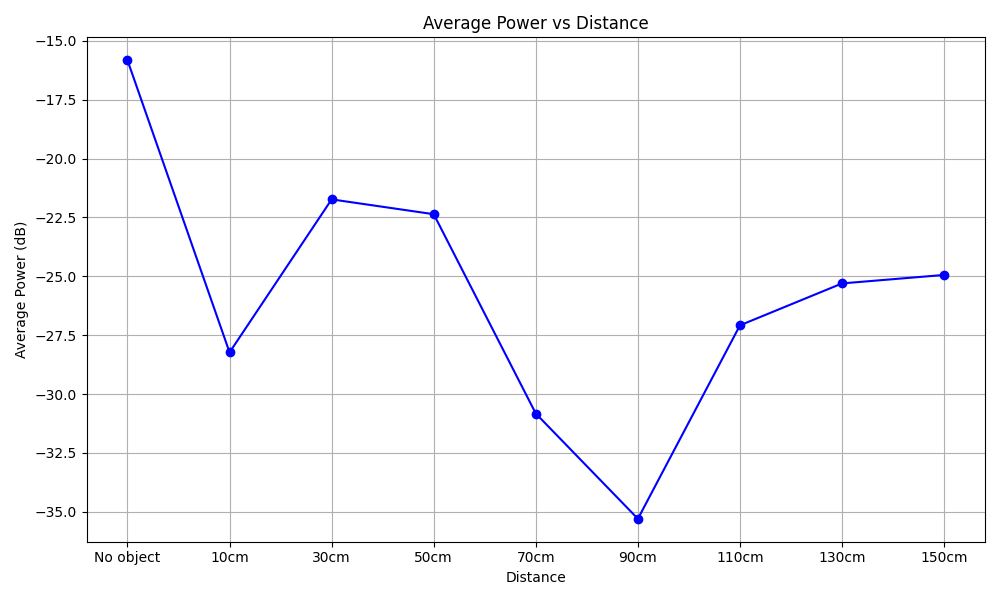 Average Power vs Distance
Average Power (dB)
−15.0
−17.5
−20.0
−22.5
−25.0
−27.5
−30.0
−32.5
−35.0
No object 10cm 30cm 50cm 70cm 90cm 110cm 130cm 150cm
Distance